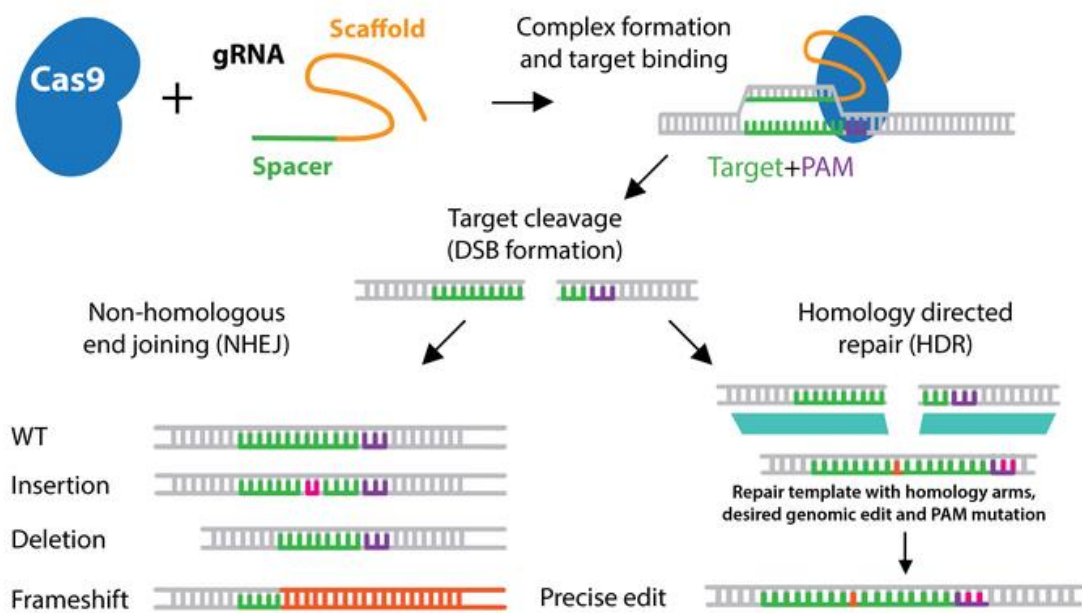 Cas9
+
gRNA
Scaffold
Spacer
Complex formation
and target binding
Target+PAM
Target cleavage
(DSB formation)
Non-homologous
end joining (NHEJ)
WT
Insertion
Deletion
Frameshift
Homology directed
repair (HDR)
Repair template with homology arms,
desired genomic edit and PAM mutation
Precise edit